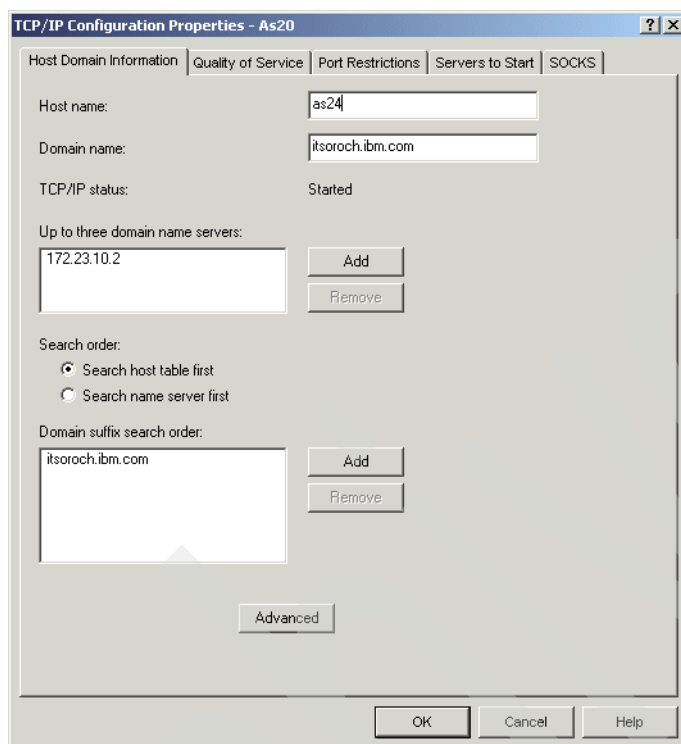 TCP/IP Configuration Properties - As20
Host Domain Information Quality of Service Port Restrictions Servers to Start SOCKS
Host name: as24
Domain name: itsoroch.ibm.com
TCP/IP status: Started
Up to three domain name servers:
172.23.10.2 Add
Remove
Search order:
Search host table first
Search name server first
Domain suffix search order:
itsoroch.ibm.com Add
Remove
Advanced
OK Cancel Help